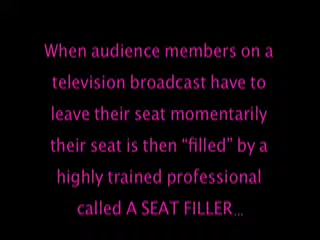 When audience members on a
television broadcast have to
leave their seat momentarily
their seat is then “filled” by a
highly trained professional
called A SEAT FILLER...